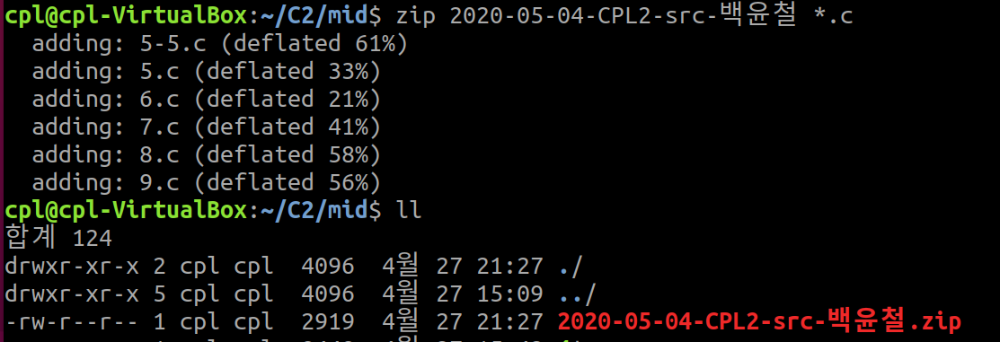 cpl@cpl-VirtualBox:~/C2/mid$ zip 2020-05-04-CPL2-src-백윤철 *.c
  adding: 5-5.c (deflated 61%)
  adding: 5.c (deflated 33%)
  adding: 6.c (deflated 21%)
  adding: 7.c (deflated 41%)
  adding: 8.c (deflated 58%)
  adding: 9.c (deflated 56%)
cpl@cpl-VirtualBox:~/C2/mid$ ll
합계 124
drwxr-xr-x 2 cpl cpl  4096  4월 27 21:27 ./
drwxr-xr-x 5 cpl cpl  4096  4월 27 15:09 ../
-rw-r--r-- 1 cpl cpl  2919  4월 27 21:27 2020-05-04-CPL2-src-백윤철.zip